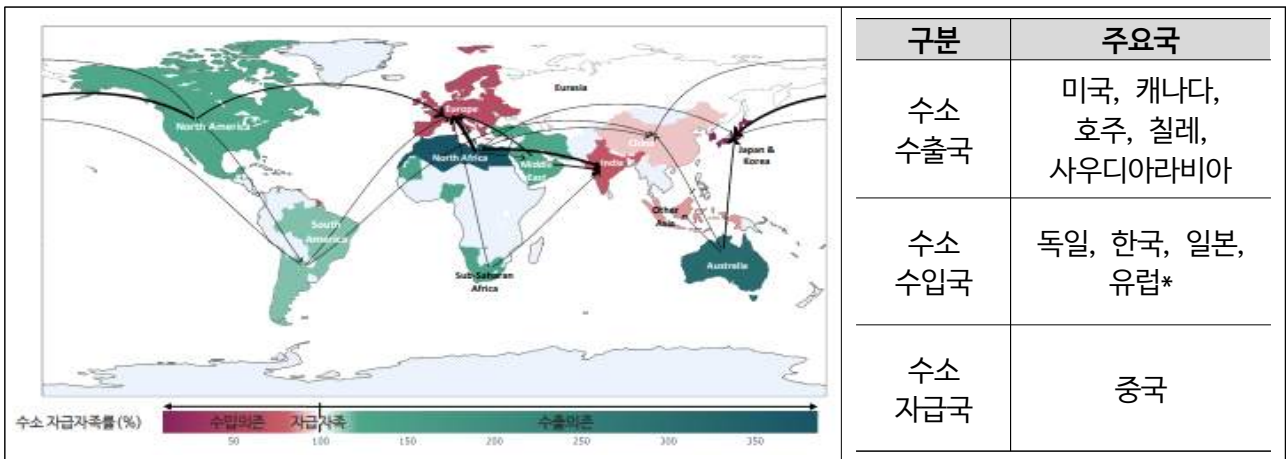 Eurasia
Europe
North America
North Africa
Middle
East
India
China
Japan &
Korea
Other
Asia
South
America
Sub-Saharan
Africa
Australia
수소 자급자족률(%)
수입의존
자급자족
수출의존
50 100 150 200 250 300 350
구분 주요국
수소
수출국
미국, 캐나다,
호주, 칠레,
사우디아라비아
수소
수입국
독일, 한국, 일본,
유럽*
수소
자급국
중국